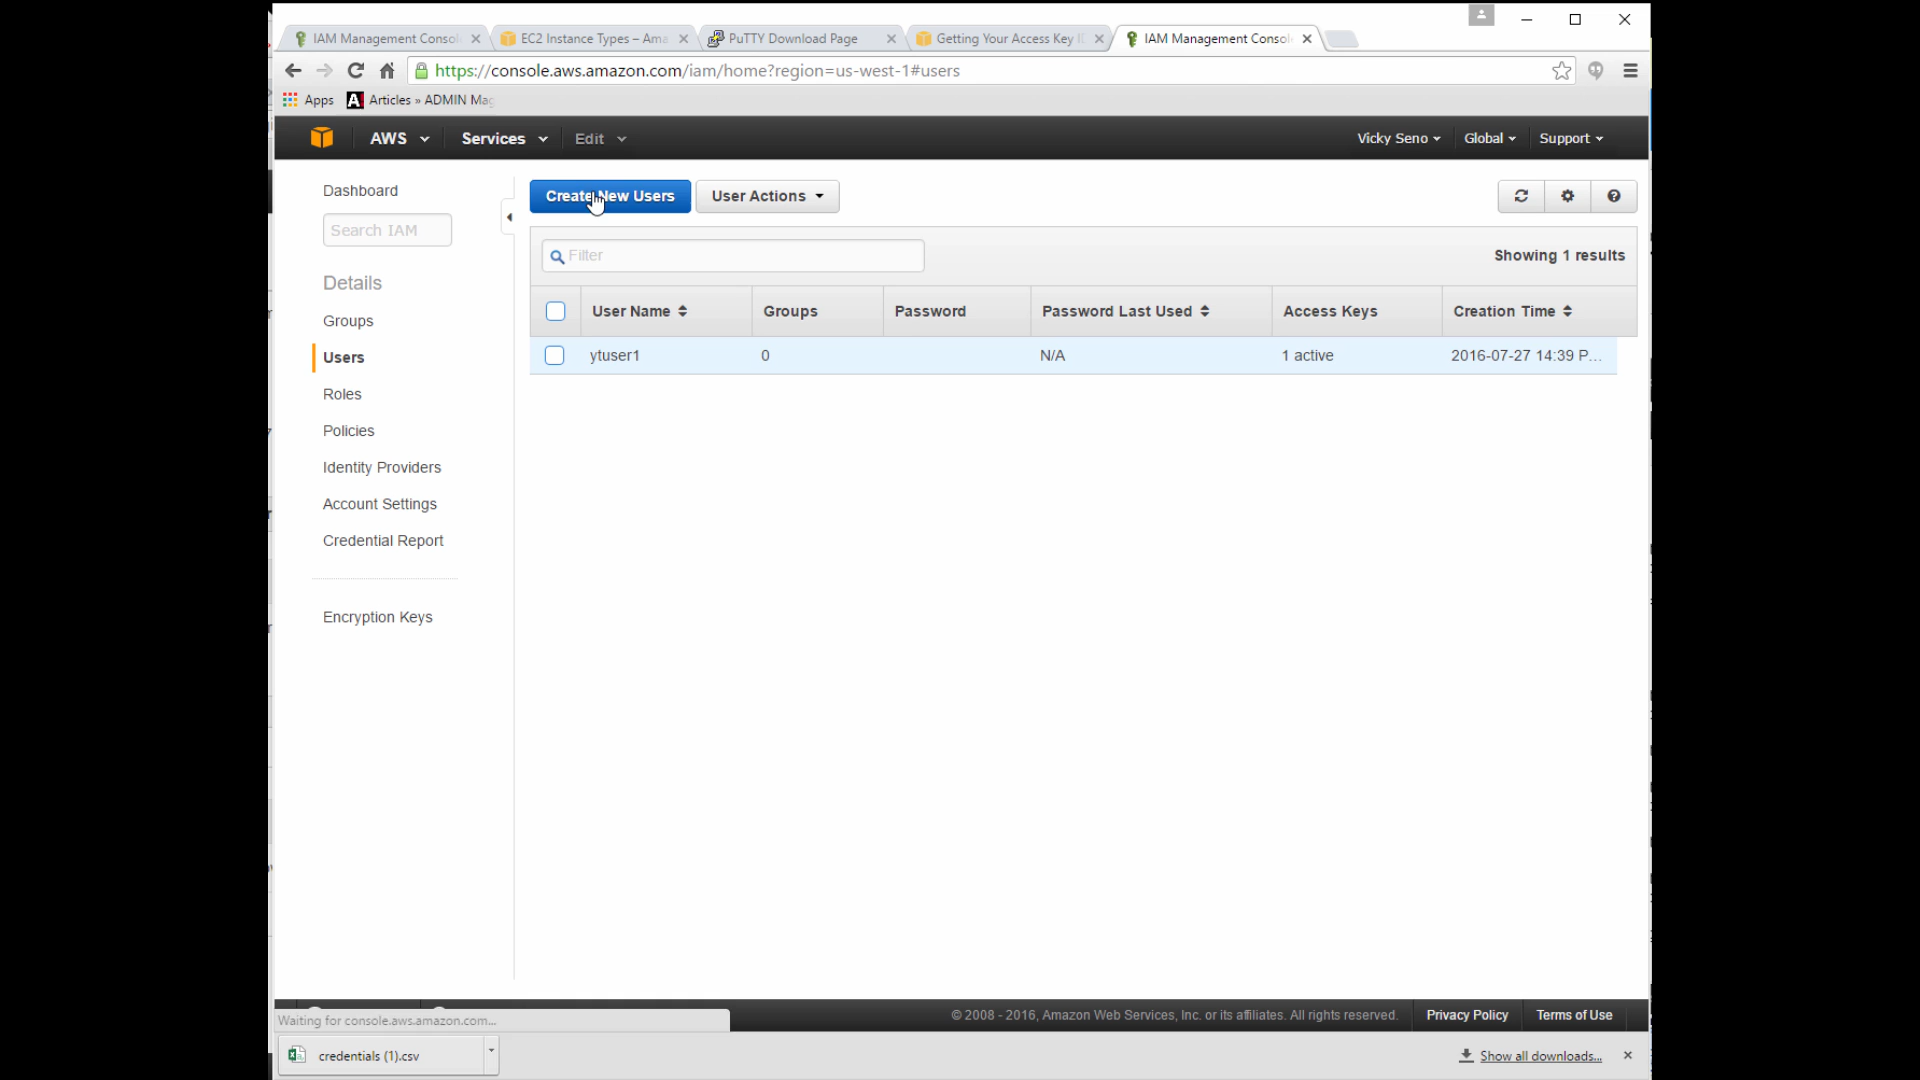 IAM Management Consol
EC2 Instance Types – Ama
PuTTY Download Page
Getting Your Access Key I
IAM Management Consol
https://console.aws.amazon.com/iam/home?region=us-west-1#users
Apps
Articles » ADMIN Mag
AWS
Services
Edit
Vicky Seno
Global
Support
Dashboard
Search IAM
Details
Groups
Users
Roles
Policies
Identity Providers
Account Settings
Credential Report
Encryption Keys
Create New Users
User Actions
Filter
Showing 1 results
User Name
Groups
Password
Password Last Used
Access Keys
Creation Time
ytuser1
0
N/A
1 active
2016-07-27 14:39 P...
Waiting for console.aws.amazon.com...
© 2008 - 2016, Amazon Web Services, Inc. or its affiliates. All rights reserved.
Privacy Policy
Terms of Use
credentials (1).csv
Show all downloads...